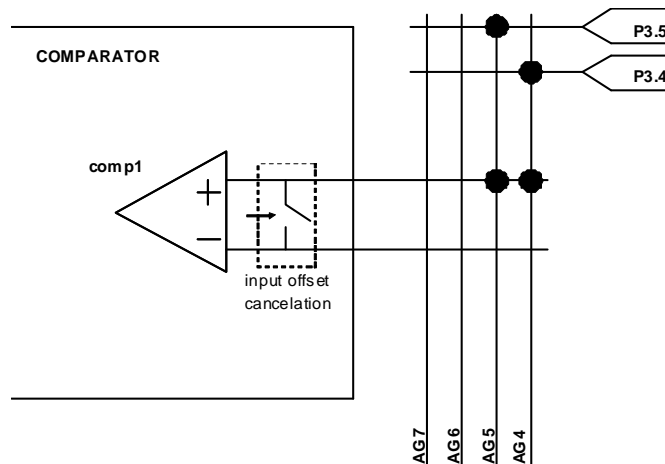 P3.5
COMPARATOR
P3.4
comp1
+
−
input offset
cancelation
AG7
AG6
AG5
AG4